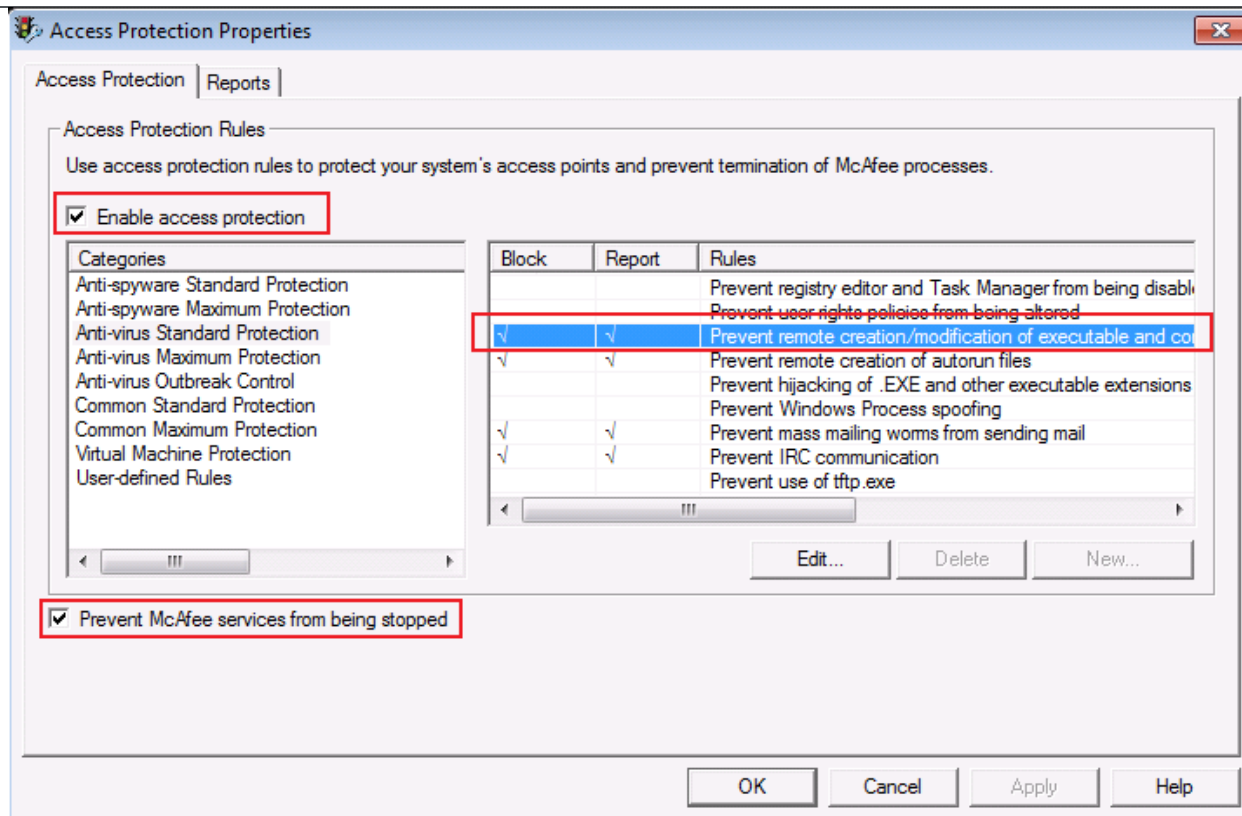 Access Protection Properties
Access Protection
Reports
Access Protection Rules
Use access protection rules to protect your system's access points and prevent termination of McAfee processes.
Enable access protection
Categories
Anti-spyware Standard Protection
Anti-spyware Maximum Protection
Anti-virus Standard Protection
Anti-virus Maximum Protection
Anti-virus Outbreak Control
Common Standard Protection
Common Maximum Protection
Virtual Machine Protection
User-defined Rules
Block Report Rules
Prevent registry editor and Task Manager from being disabl
Prevent user rights policies from being altered
√ √ Prevent remote creation/modification of executable and co
√ √ Prevent remote creation of autorun files
Prevent hijacking of .EXE and other executable extensions
Prevent Windows Process spoofing
√ √ Prevent mass mailing worms from sending mail
√ √ Prevent IRC communication
Prevent use of tftp.exe
Edit... Delete New...
Prevent McAfee services from being stopped
OK Cancel Apply Help